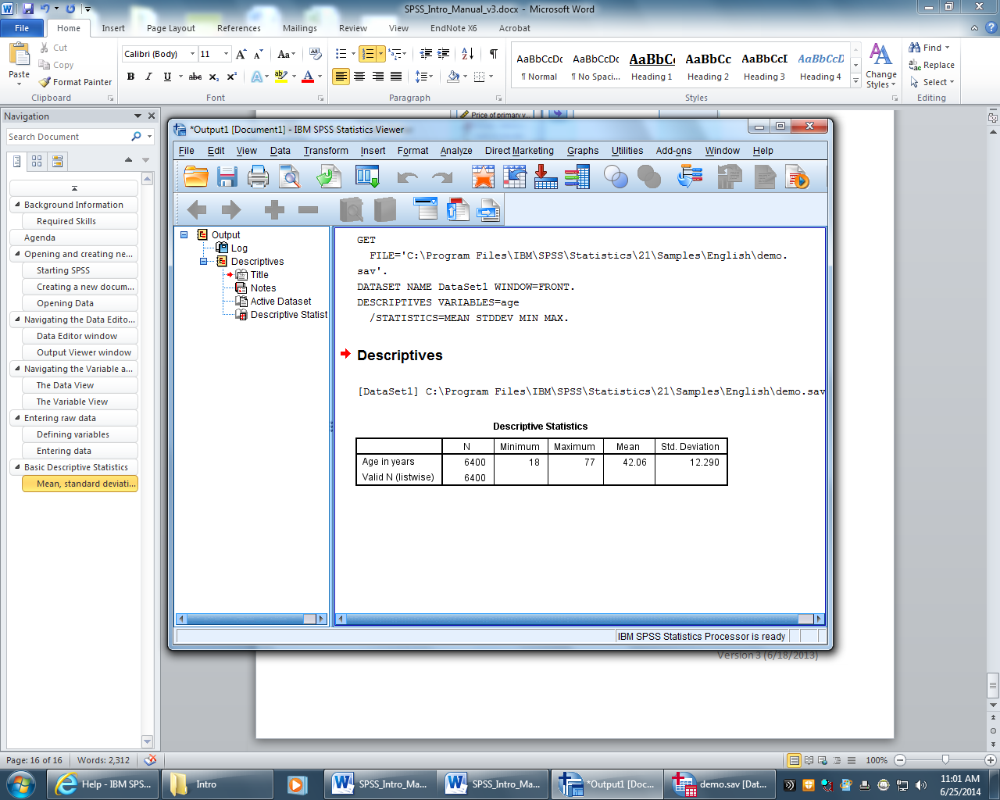 SPSS_Intro_Manual_v3.docx - Microsoft Word
File Home Insert Page Layout References Mailings Review View EndNote X6 Acrobat
Paste
Cut
Copy
Format Painter
Clipboard
Calibri (Body) 11
Font
Paragraph
AaBbCcDc AaBbCcDc AaBbCc AaBbCc AaBbCcI AaBbCcD
¶ Normal ¶ No Spaci... Heading 1 Heading 2 Heading 3 Heading 4
Change
Styles
Styles
Find
Replace
Select
Editing
Navigation
Search Document
Background Information
Required Skills
Agenda
Opening and creating ne...
Starting SPSS
Creating a new docum...
Opening Data
Navigating the Data Edito...
Data Editor window
Output Viewer window
Navigating the Variable a...
The Data View
The Variable View
Entering raw data
Defining variables
Entering data
Basic Descriptive Statistics
Mean, standard deviati...
Price of primary v...
*Output1 [Document1] - IBM SPSS Statistics Viewer
File Edit View Data Transform Insert Format Analyze Direct Marketing Graphs Utilities Add-ons Window Help
Output
Log
Descriptives
Title
Notes
Active Dataset
Descriptive Statist
GET
FILE='C:\Program Files\IBM\SPSS\Statistics\21\Samples\English\demo.
sav'.
DATASET NAME DataSet1 WINDOW=FRONT.
DESCRIPTIVES VARIABLES=age
/STATISTICS=MEAN STDDEV MIN MAX.
Descriptives
[DataSet1] C:\Program Files\IBM\SPSS\Statistics\21\Samples\English\demo.sav
Descriptive Statistics
N Minimum Maximum Mean Std. Deviation
Age in years 6400 18 77 42.06 12.290
Valid N (listwise) 6400
IBM SPSS Statistics Processor is ready
Version 3 (6/18/2013)
Page: 16 of 16 Words: 2,312 100%
Help - IBM SPS... Intro SPSS_Intro_Ma... SPSS_Intro_Ma... *Output1 [Doc... demo.sav [Dat...
11:01 AM
6/25/2014